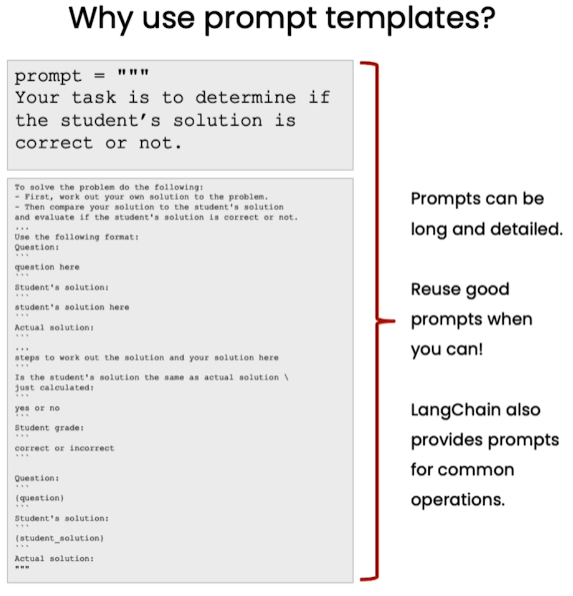 Why use prompt templates?
prompt = """
Your task is to determine if
the student's solution is
correct or not.
To solve the problem do the following:
- First, work out your own solution to the problem.
- Then compare your solution to the student's solution
and evaluate if the student's solution is correct or not.
...
Use the following format:
Question:
```
question here
```
Student's solution:
```
student's solution here
```
Actual solution:
```
...
steps to work out the solution and your solution here
```
Is the student's solution the same as actual solution \
just calculated:
```
yes or no
```
Student grade:
```
correct or incorrect
```
Question:
```
{question}
```
Student's solution:
```
{student_solution}
```
Actual solution:
"""
Prompts can be
long and detailed.
Reuse good
prompts when
you can!
LangChain also
provides prompts
for common
operations.